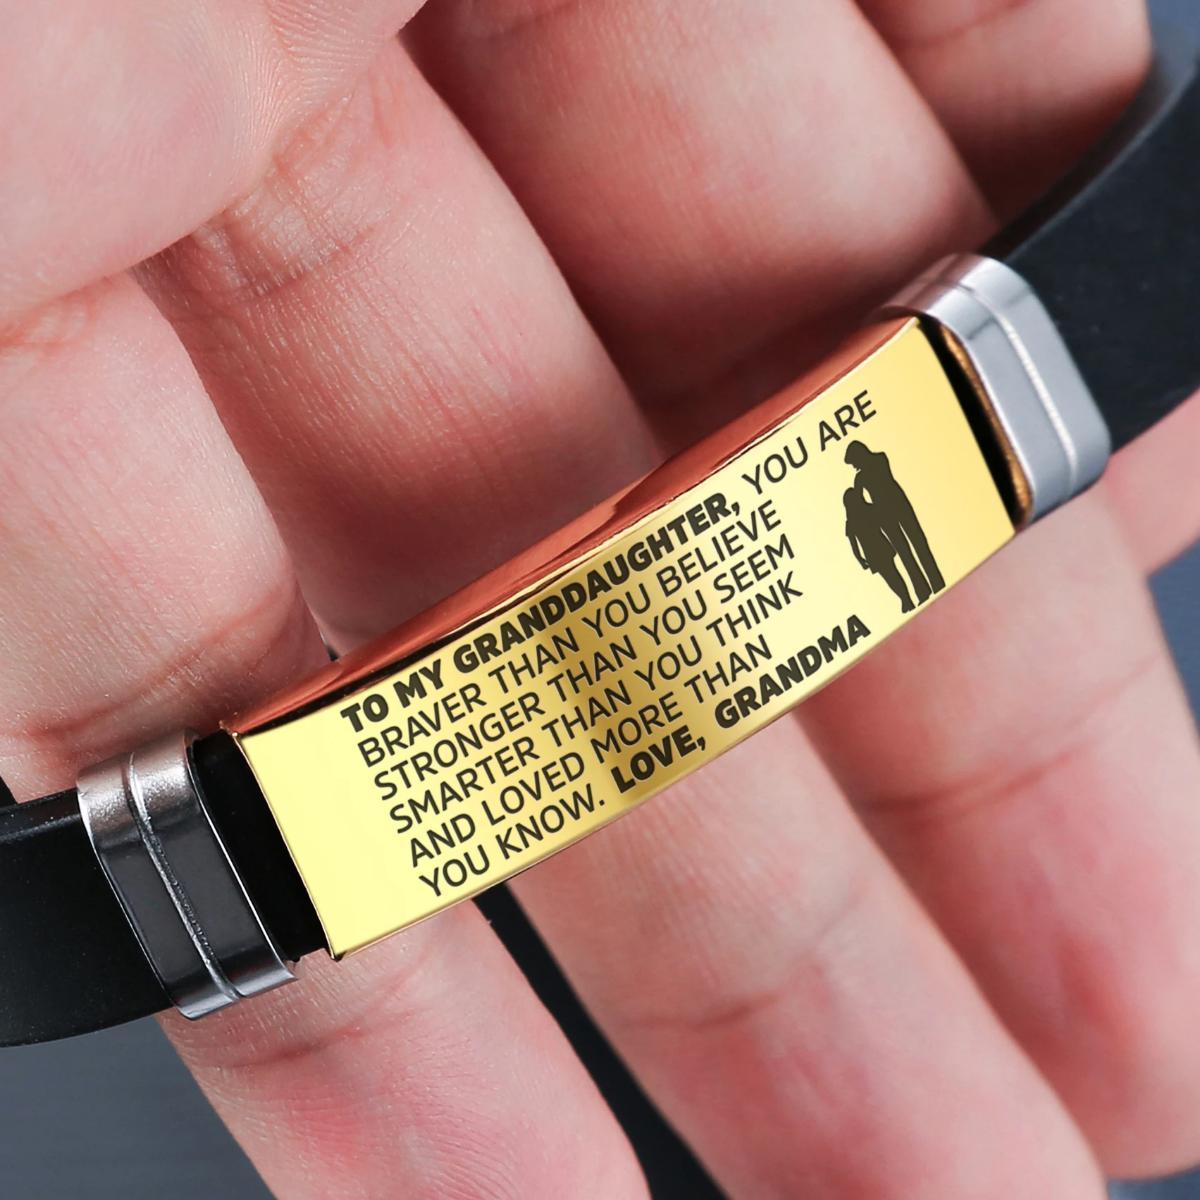 TO MY GRANDDAUGHTER, YOU ARE
BRAVER THAN YOU BELIEVE
STRONGER THAN YOU SEEM
SMARTER THAN YOU THINK
AND LOVED MORE THAN
YOU KNOW. LOVE, GRANDMA